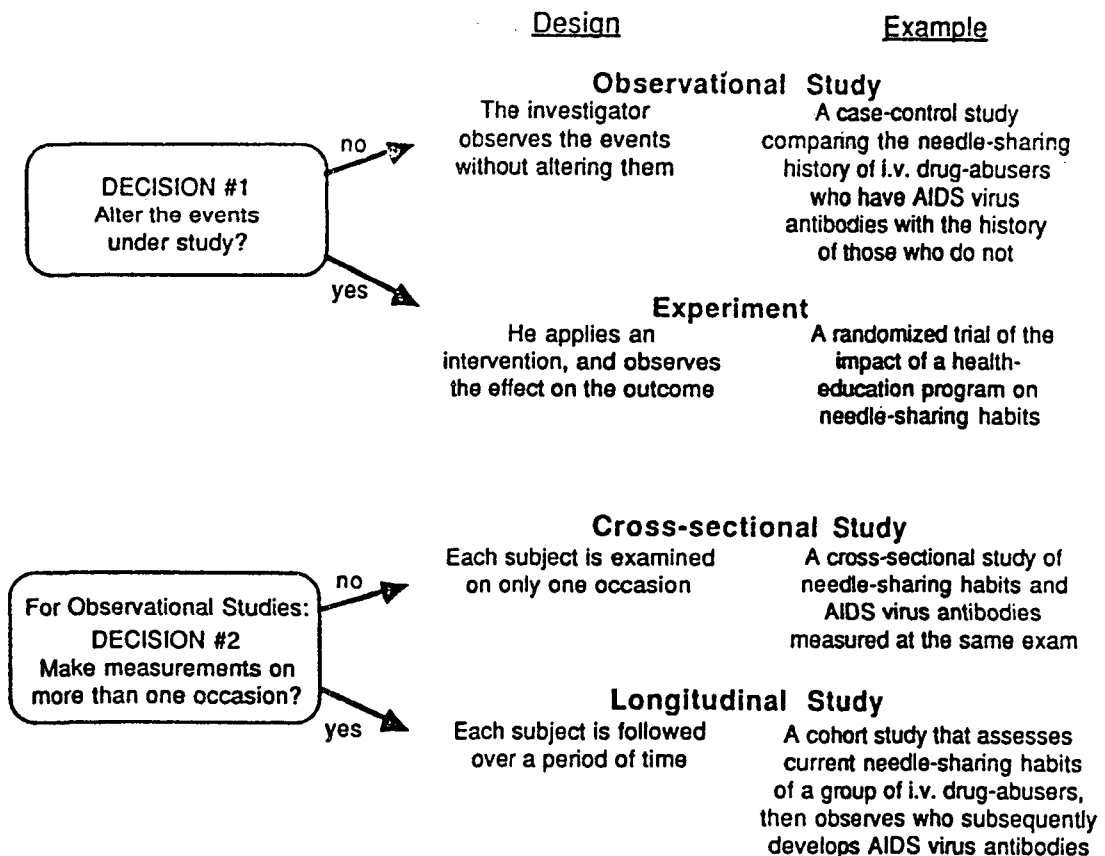 Design
Example
Observational Study
The investigator
observes the events
without altering them
A case-control study
comparing the needle-sharing
history of i.v. drug-abusers
who have AIDS virus
antibodies with the history
of those who do not
no
DECISION #1
Alter the events
under study?
yes
Experiment
He applies an
intervention, and observes
the effect on the outcome
A randomized trial of the
impact of a health-
education program on
needle-sharing habits
Cross-sectional Study
Each subject is examined
on only one occasion
A cross-sectional study of
needle-sharing habits and
AIDS virus antibodies
measured at the same exam
no
For Observational Studies:
DECISION #2
Make measurements on
more than one occasion?
yes
Longitudinal Study
Each subject is followed
over a period of time
A cohort study that assesses
current needle-sharing habits
of a group of i.v. drug-abusers,
then observes who subsequently
develops AIDS virus antibodies